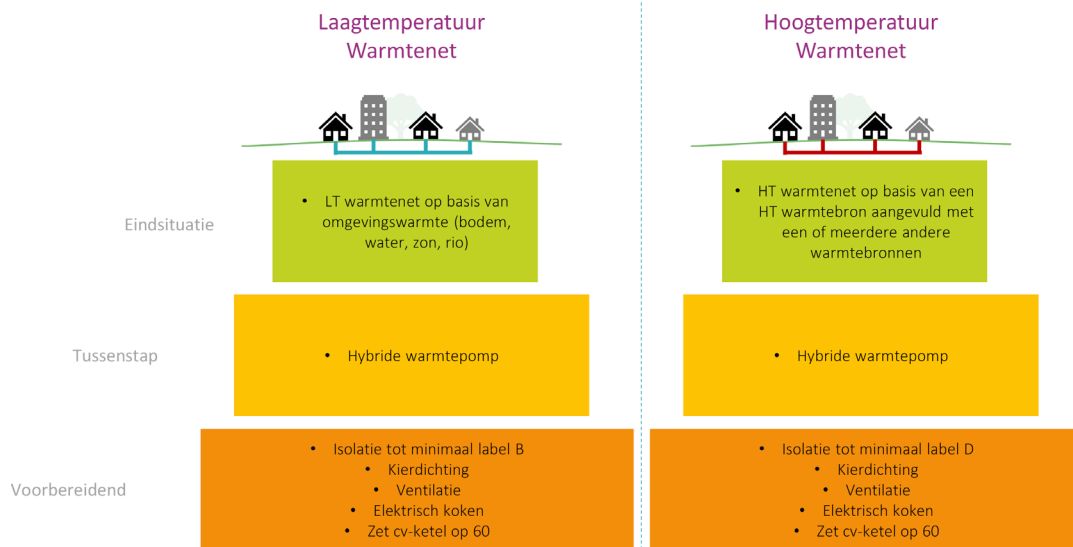 Laagtemperatuur
Warmtenet
Hoogtemperatuur
Warmtenet
Eindsituatie
• LT warmtenet op basis van
omgevingswarmte (bodem,
water, zon, rio)
• HT warmtenet op basis van een
HT warmtebron aangevuld met
een of meerdere andere
warmtebronnen
Tussenstap
• Hybride warmtepomp
• Hybride warmtepomp
Voorbereidend
• Isolatie tot minimaal label B
• Kierdichting
• Ventilatie
• Elektrisch koken
• Zet cv-ketel op 60
• Isolatie tot minimaal label D
• Kierdichting
• Ventilatie
• Elektrisch koken
• Zet cv-ketel op 60